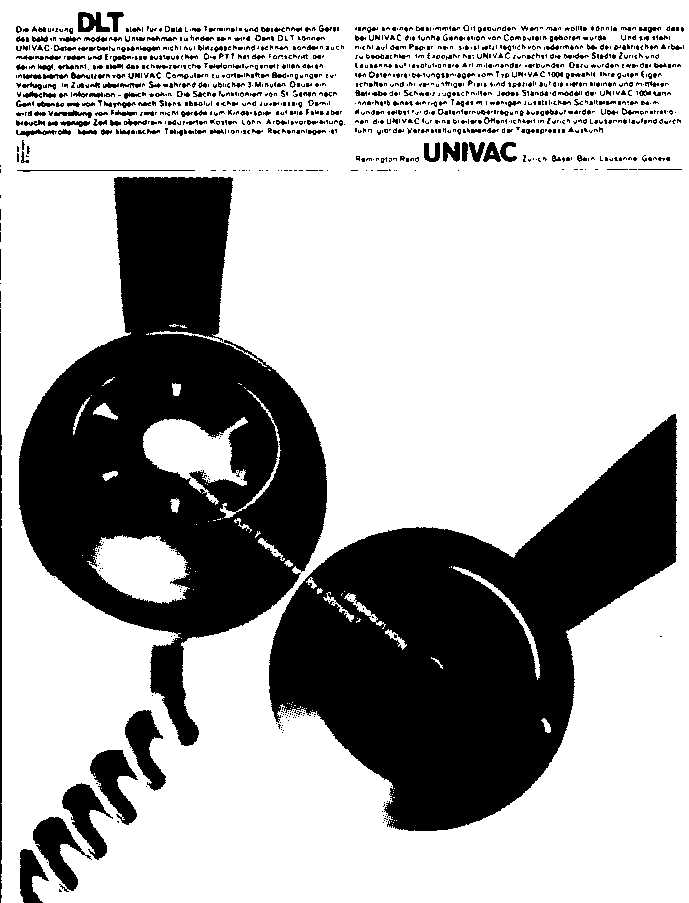 Die Abkürzung DLT steht für « Data Line Terminal» und bezeichnet ein Gerät
das bald in vielen modernen Unternehmen zu finden sein wird. Dank DLT können
UNIVAC-Datenverarbeitungsanlagen nicht nur blitzgeschwind rechnen, sondern auch
miteinander reden und Ergebnisse austauschen. Die PTT hat den Fortschritt, der
darin liegt, erkannt; sie stellt das schweizerische Telefonleitungsnetz allen daran
interessierten Benützern von UNIVAC Computern zu vorteilhaften Bedingungen zur
Verfügung. In Zukunft übermitteln Sie während der üblichen 3-Minuten-Dauer ein
Vielfaches an Information – gleich wohin. Die Sache funktioniert von St. Gallen nach
Genf ebenso wie von Thayngen nach Stans absolut sicher und zuverlässig. Damit
wird die Verwaltung von Filialen zwar nicht gerade zum Kinderspiel, auf alle Fälle aber
braucht sie weniger Zeit bei obendrein reduzierten Kosten. Lohn, Arbeitsvorbereitung,
Lagerkontrolle, keine der klassischen Tätigkeiten elektronischer Rechenanlagen ist
länger an einen bestimmten Ort gebunden. Wenn man wollte könnte man sagen, dass
bei UNIVAC die fünfte Generation von Computern geboren wurde. Und sie steht
nicht auf dem Papier, nein, sie ist jetzt täglich von jedermann bei der praktischen Arbeit
zu beobachten. Im Expojahr hat UNIVAC zunächst die beiden Städte Zürich und
Lausanne auf revolutionäre Art miteinander verbunden. Dazu wurden zwei der bekann-
ten Datenverarbeitungsanlagen vom Typ UNIVAC 1004 gewählt. Ihre guten Eigen-
schaften und ihr vernünftiger Preis sind speziell auf die vielen kleinen und mittleren
Betriebe der Schweiz zugeschnitten. Jedes Standardmodell der UNIVAC 1004 kann
innerhalb eines einzigen Tages mit wenigen zusätzlichen Schaltelementen beim
Kunden selbst für die Datenfernübertragung ausgebaut werden. Über Demonstratio-
nen, die UNIVAC für eine breitere Öffentlichkeit in Zürich und Lausanne laufend durch-
führt, gibt der Veranstaltungskalender der Tagespresse Auskunft.
Remington Rand UNIVAC Zürich Basel Bern Lausanne Genève